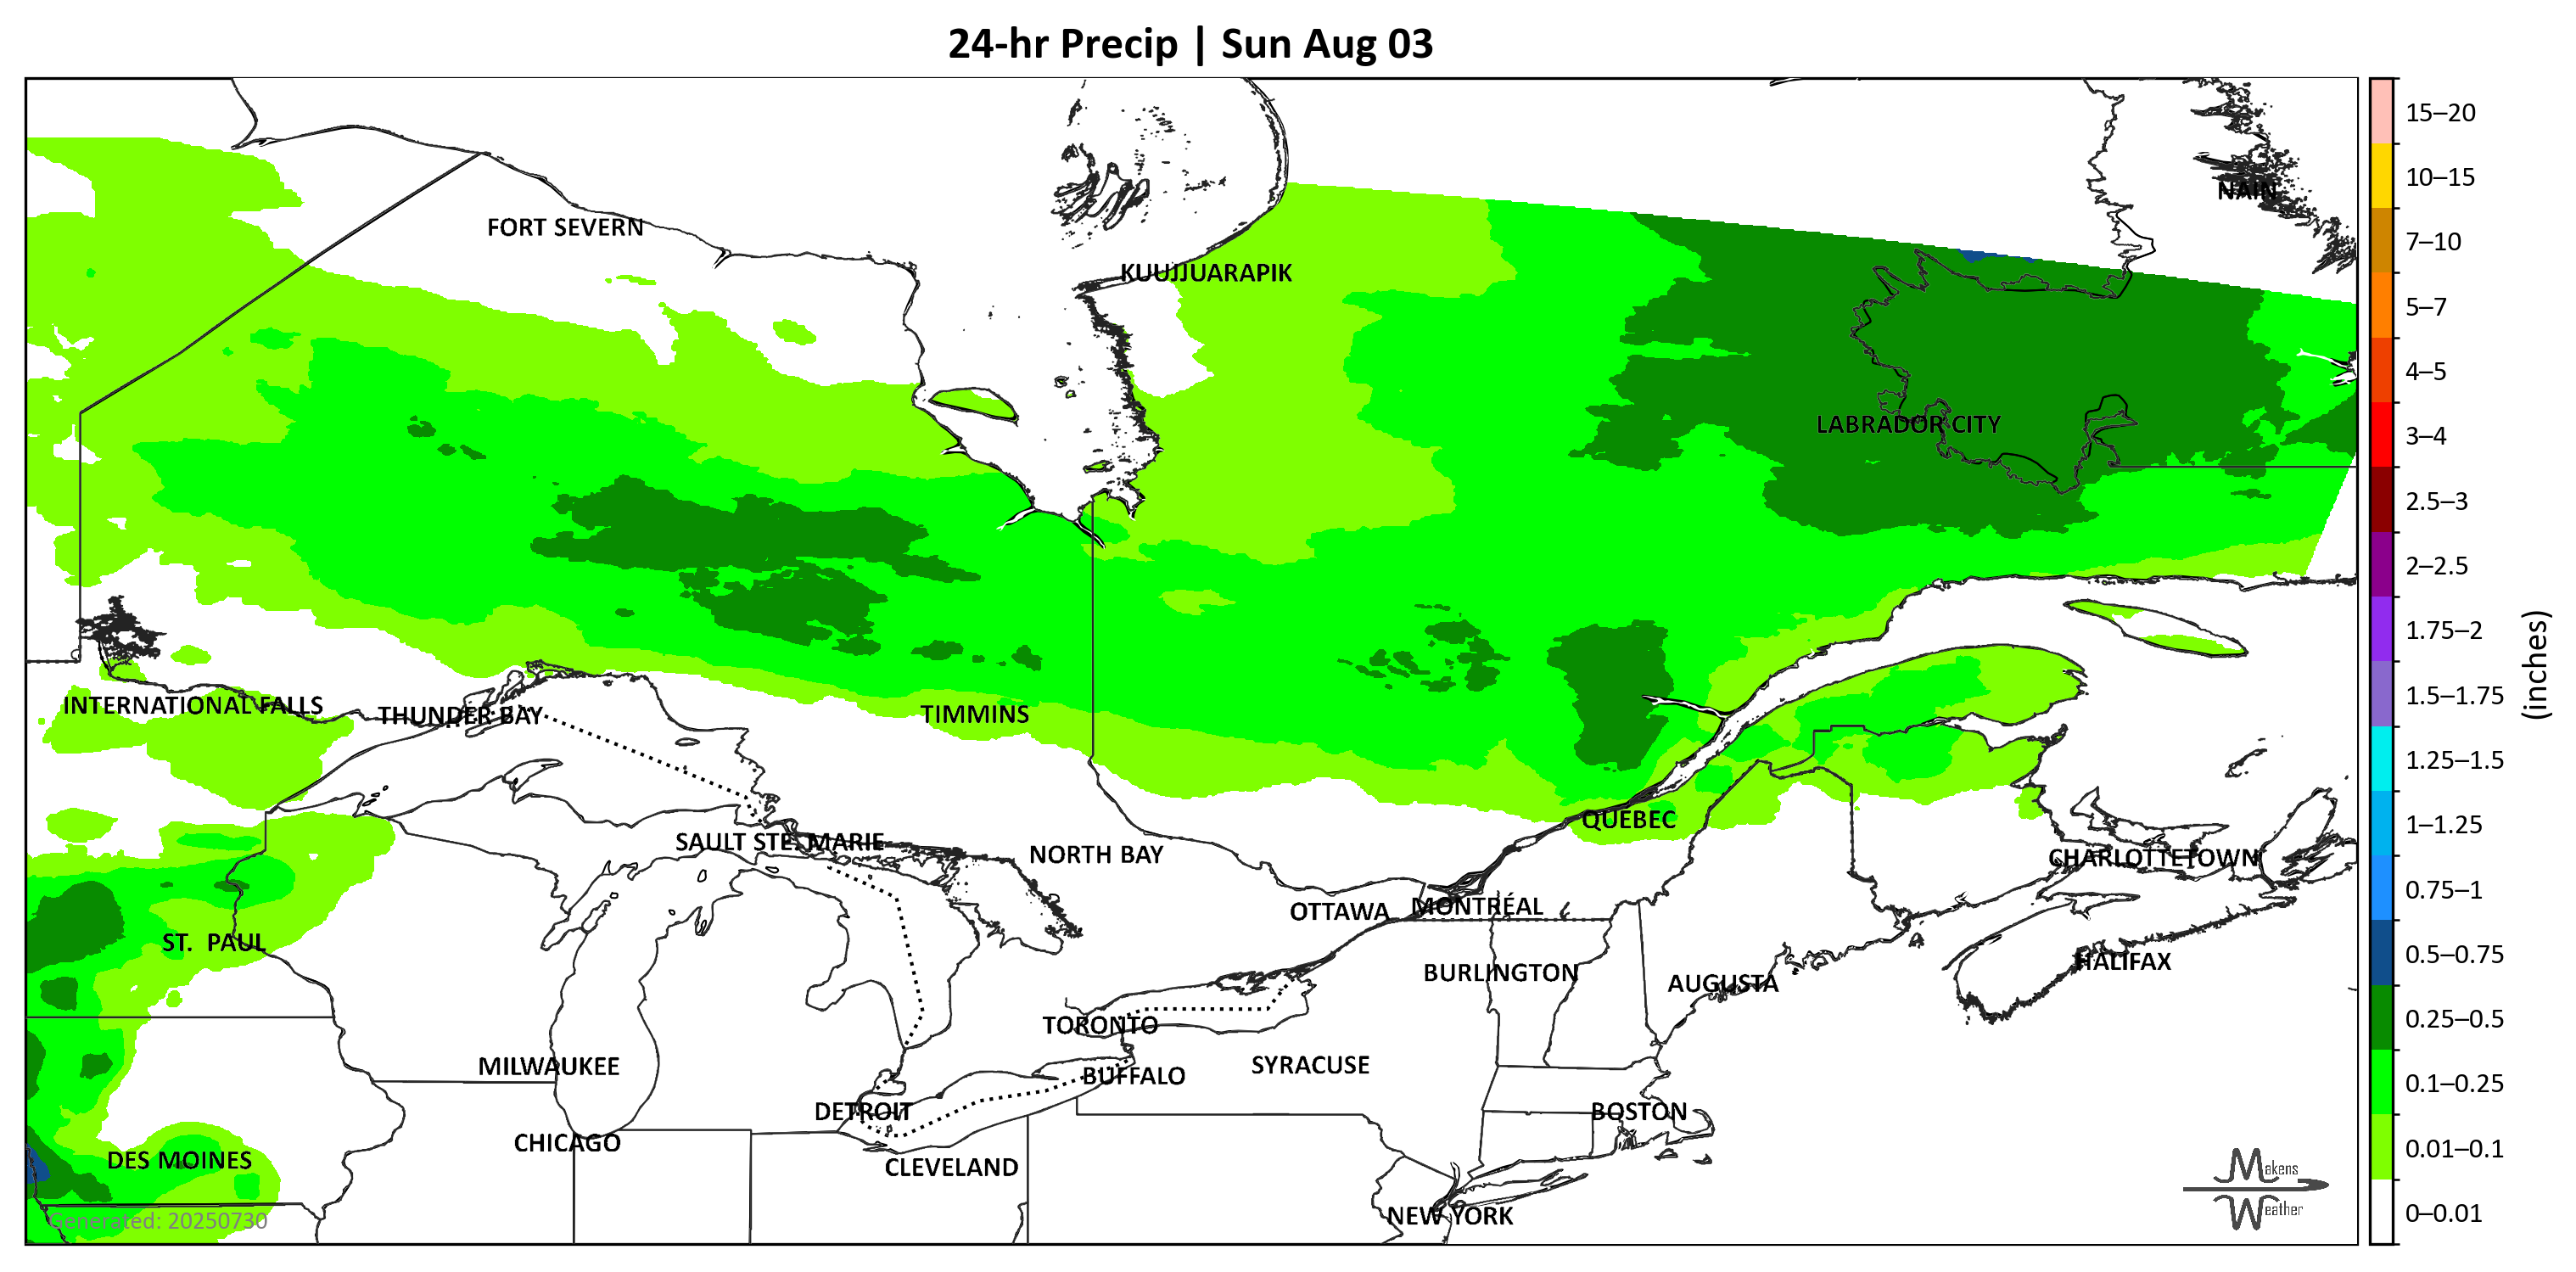 24-hr Precip | Sun Aug 03
NAIN
FORT SEVERN
KUUJJUARAPIK
LABRADOR CITY
INTERNATIONAL FALLS
THUNDER BAY
TIMMINS
QUEBEC
SAULT STE. MARIE
NORTH BAY
CHARLOTTETOWN
OTTAWA
MONTRÉAL
ST. PAUL
HALIFAX
BURLINGTON
AUGUSTA
TORONTO
MILWAUKEE
SYRACUSE
BUFFALO
DETROIT
BOSTON
CHICAGO
DES MOINES
CLEVELAND
NEW YORK
Generated: 20250730
Makens
Weather
15–20
10–15
7–10
5–7
4–5
3–4
2.5–3
2–2.5
1.75–2
1.5–1.75
1.25–1.5
1–1.25
0.75–1
0.5–0.75
0.25–0.5
0.1–0.25
0.01–0.1
0–0.01
(inches)